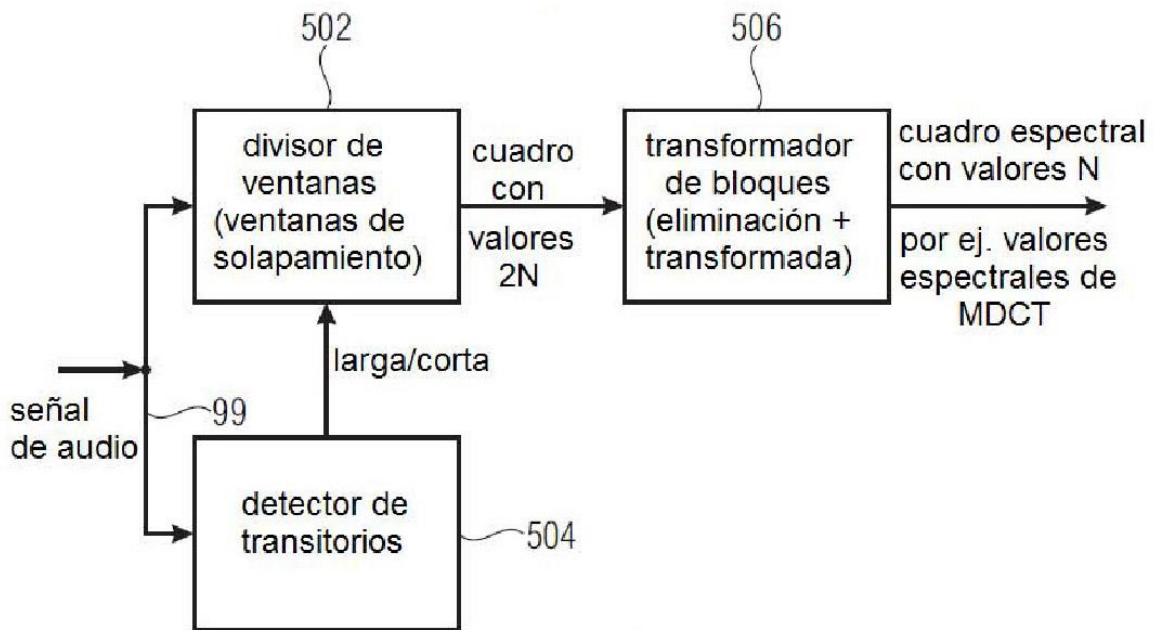 502
506
divisor de
ventanas
(ventanas de
solapamiento)
cuadro
con
valores
2N
transformador
de bloques
(eliminación +
transformada)
cuadro espectral
con valores N
por ej. valores
espectrales de
MDCT
larga/corta
señal
de audio
99
detector de
transitorios
504